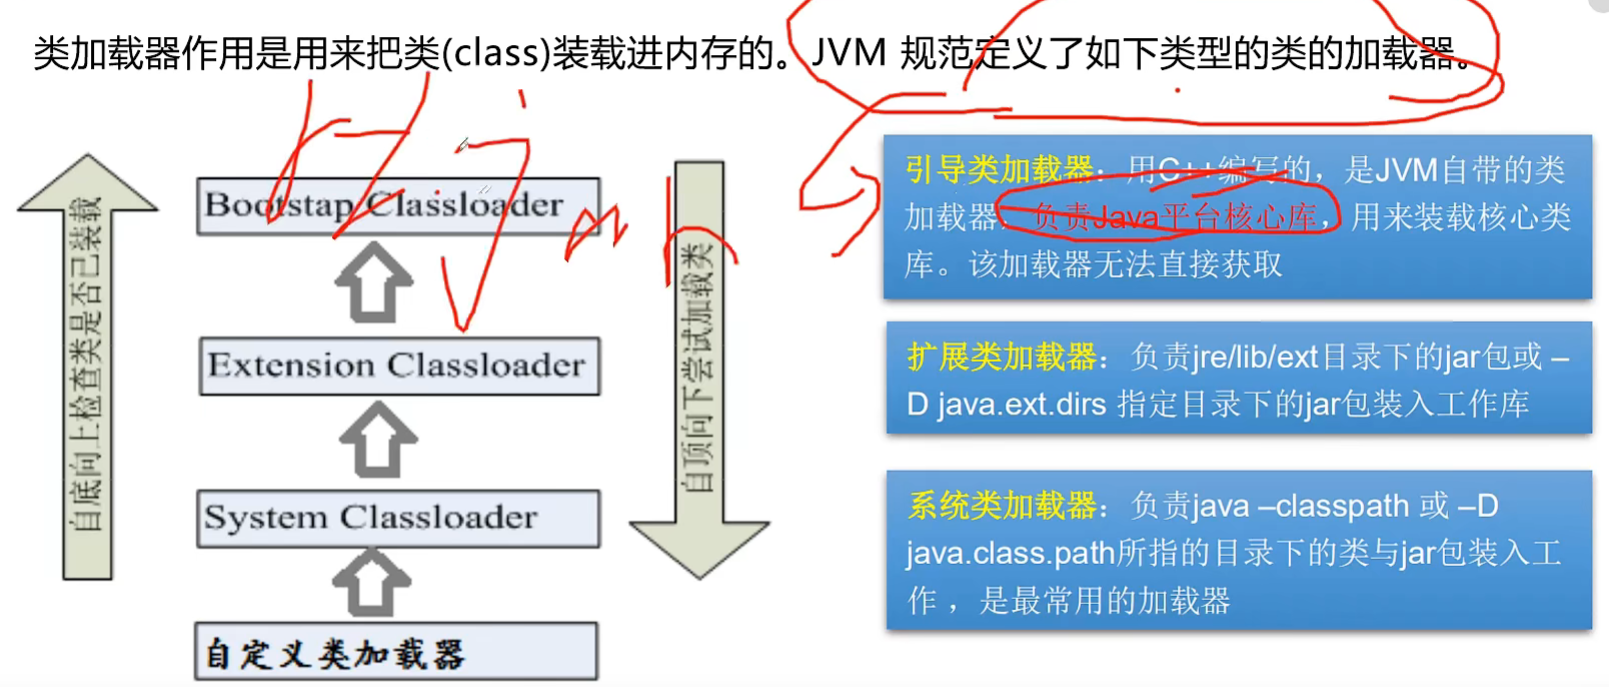 类加载器作用是用来把类(class)装载进内存的。JVM 规范定义了如下类型的类的加载器。
自底向上检查类是否已装载
Bootstap Classloader
Extension Classloader
System Classloader
自定义类加载器
自顶向下尝试加载类
引导类加载器：用C++编写的，是JVM自带的类
加载器，负责Java平台核心库，用来装载核心类
库。该加载器无法直接获取
扩展类加载器：负责jre/lib/ext目录下的jar包或 –
D java.ext.dirs 指定目录下的jar包装入工作库
系统类加载器：负责java –classpath 或 –D
java.class.path所指的目录下的类与jar包装入工
作 ，是最常用的加载器